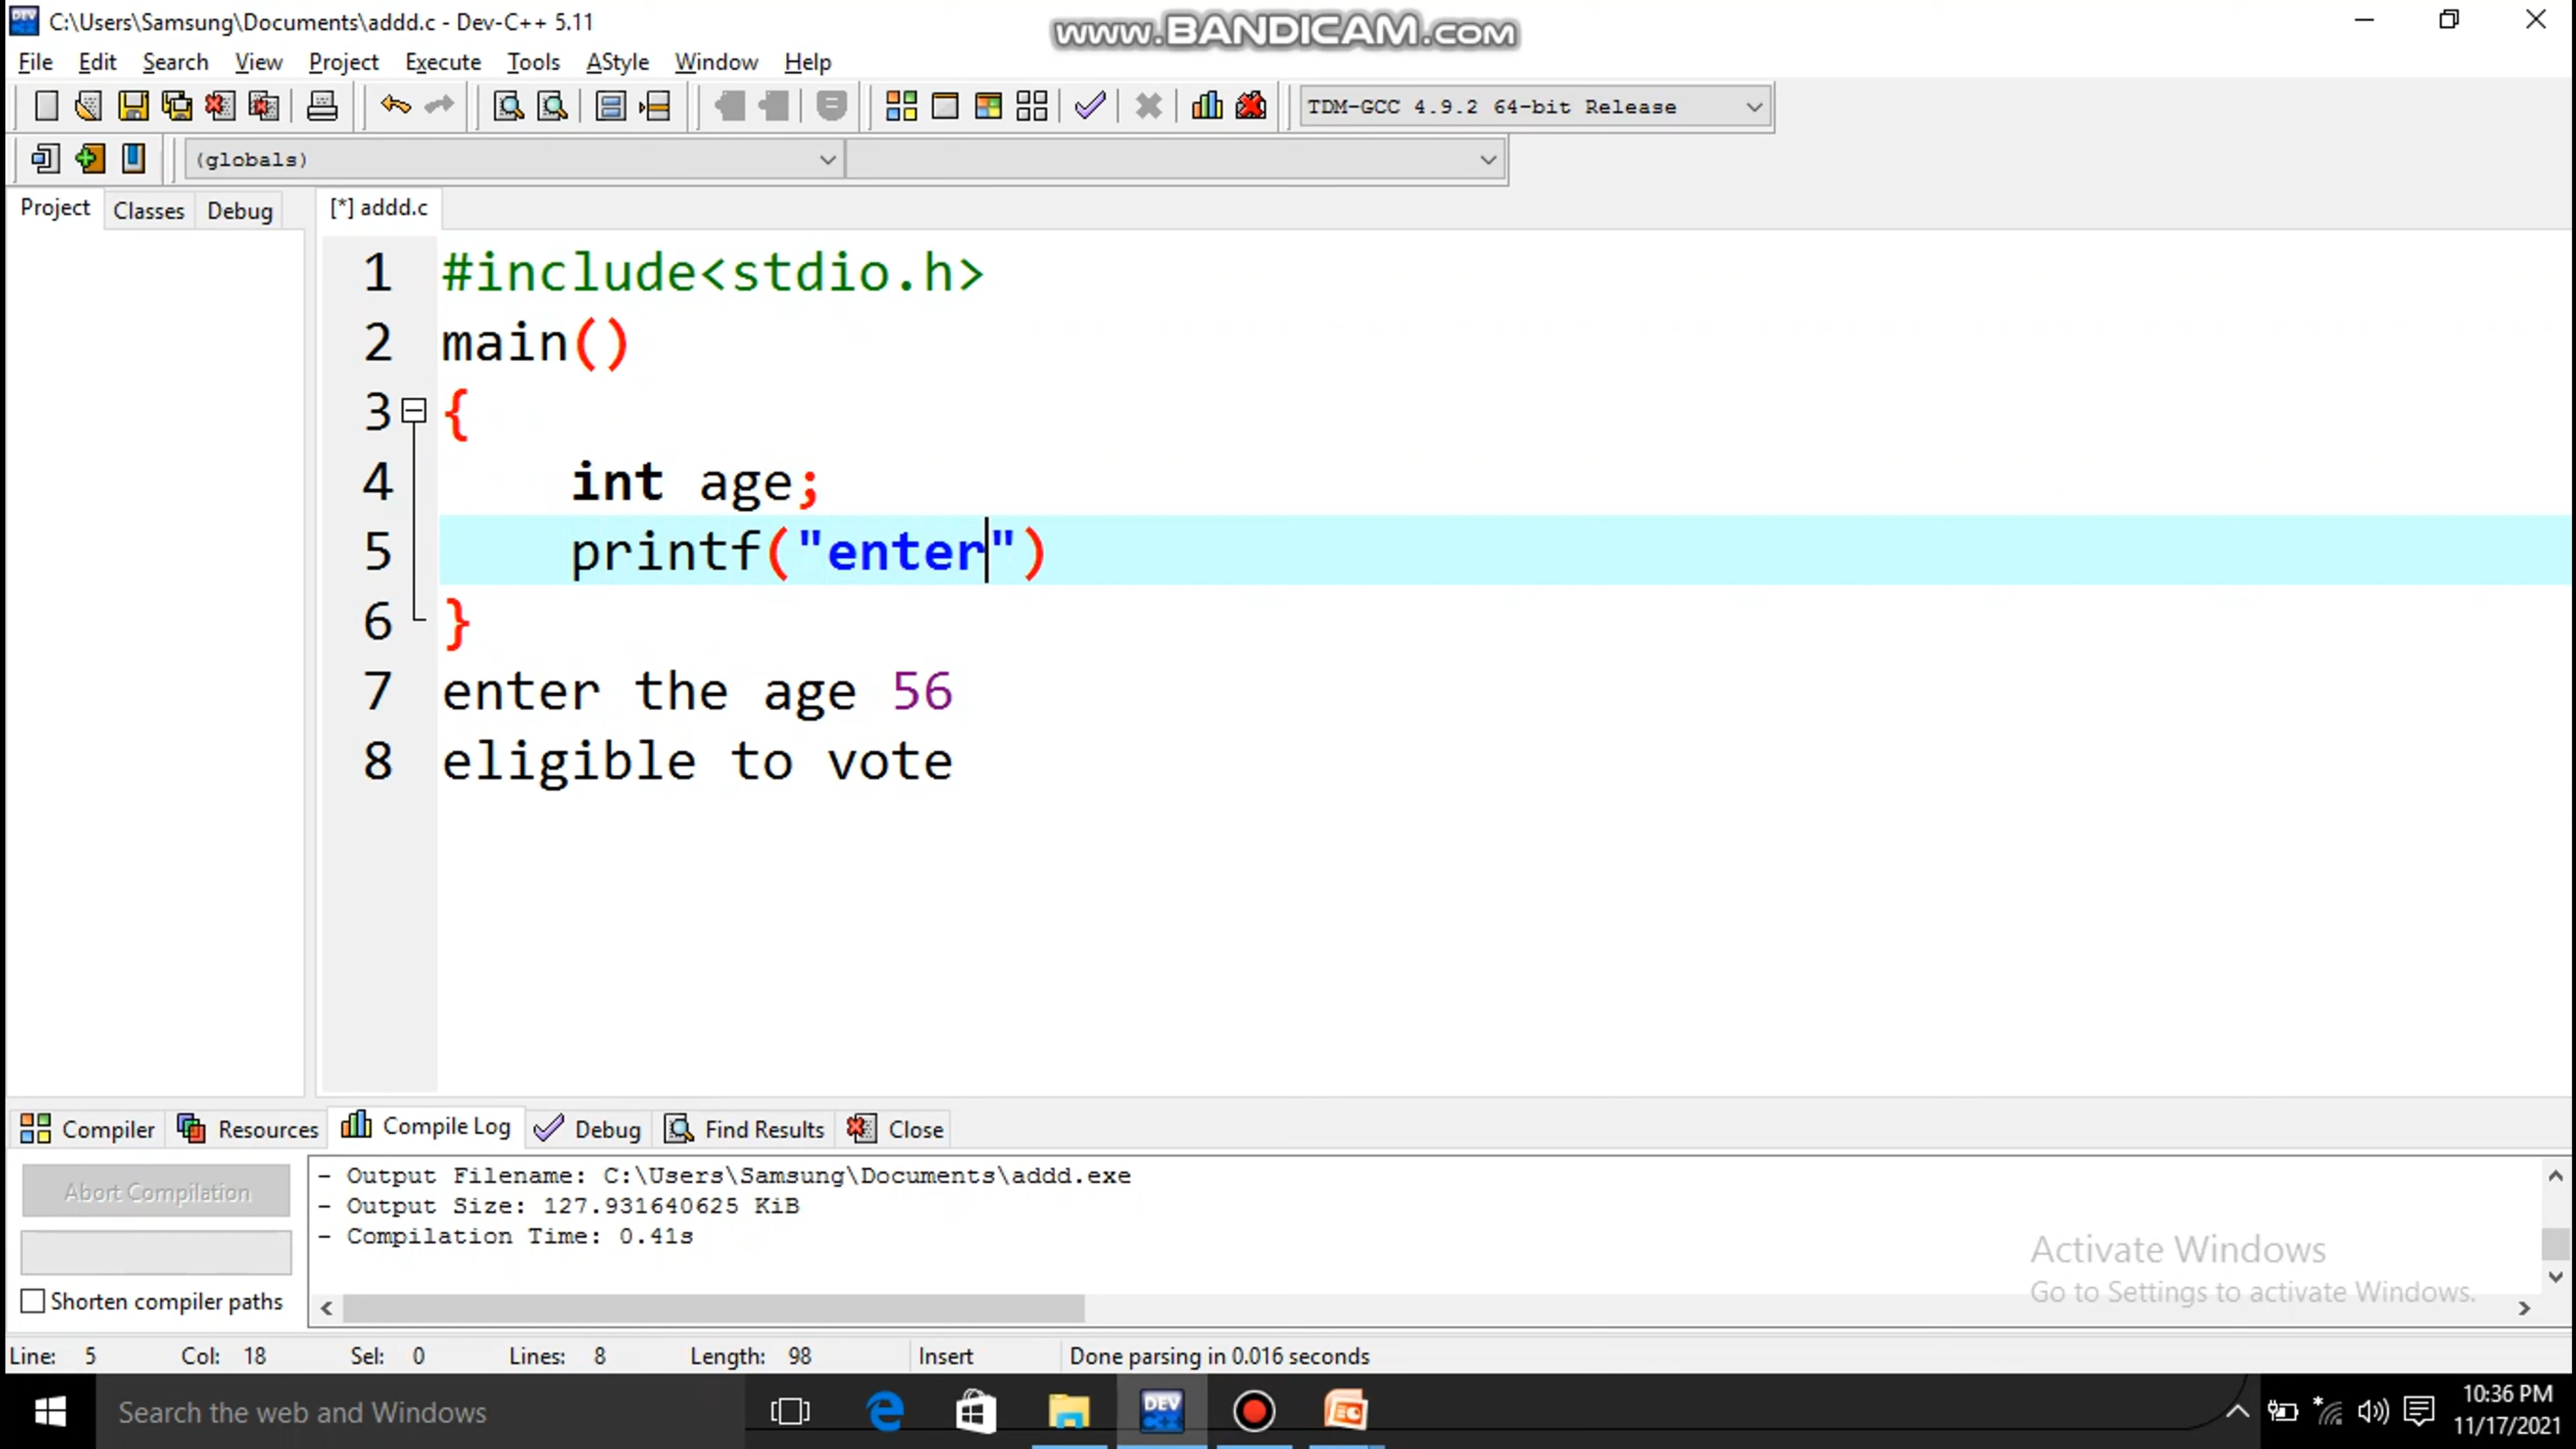 C:\Users\Samsung\Documents\addd.c - Dev-C++ 5.11
www.BANDICAM.com
File Edit Search View Project Execute Tools AStyle Window Help
TDM-GCC 4.9.2 64-bit Release
(globals)
Project Classes Debug [*] addd.c
1 #include<stdio.h>
2 main()
3 {
4 int age;
5 printf("enter")
6 }
7 enter the age 56
8 eligible to vote
Compiler Resources Compile Log Debug Find Results Close
Abort Compilation
Shorten compiler paths
- Output Filename: C:\Users\Samsung\Documents\addd.exe
- Output Size: 127.931640625 KiB
- Compilation Time: 0.41s
Activate Windows
Go to Settings to activate Windows.
Line: 5 Col: 18 Sel: 0 Lines: 8 Length: 98 Insert Done parsing in 0.016 seconds
Search the web and Windows
DEV C++
10:36 PM
11/17/2021